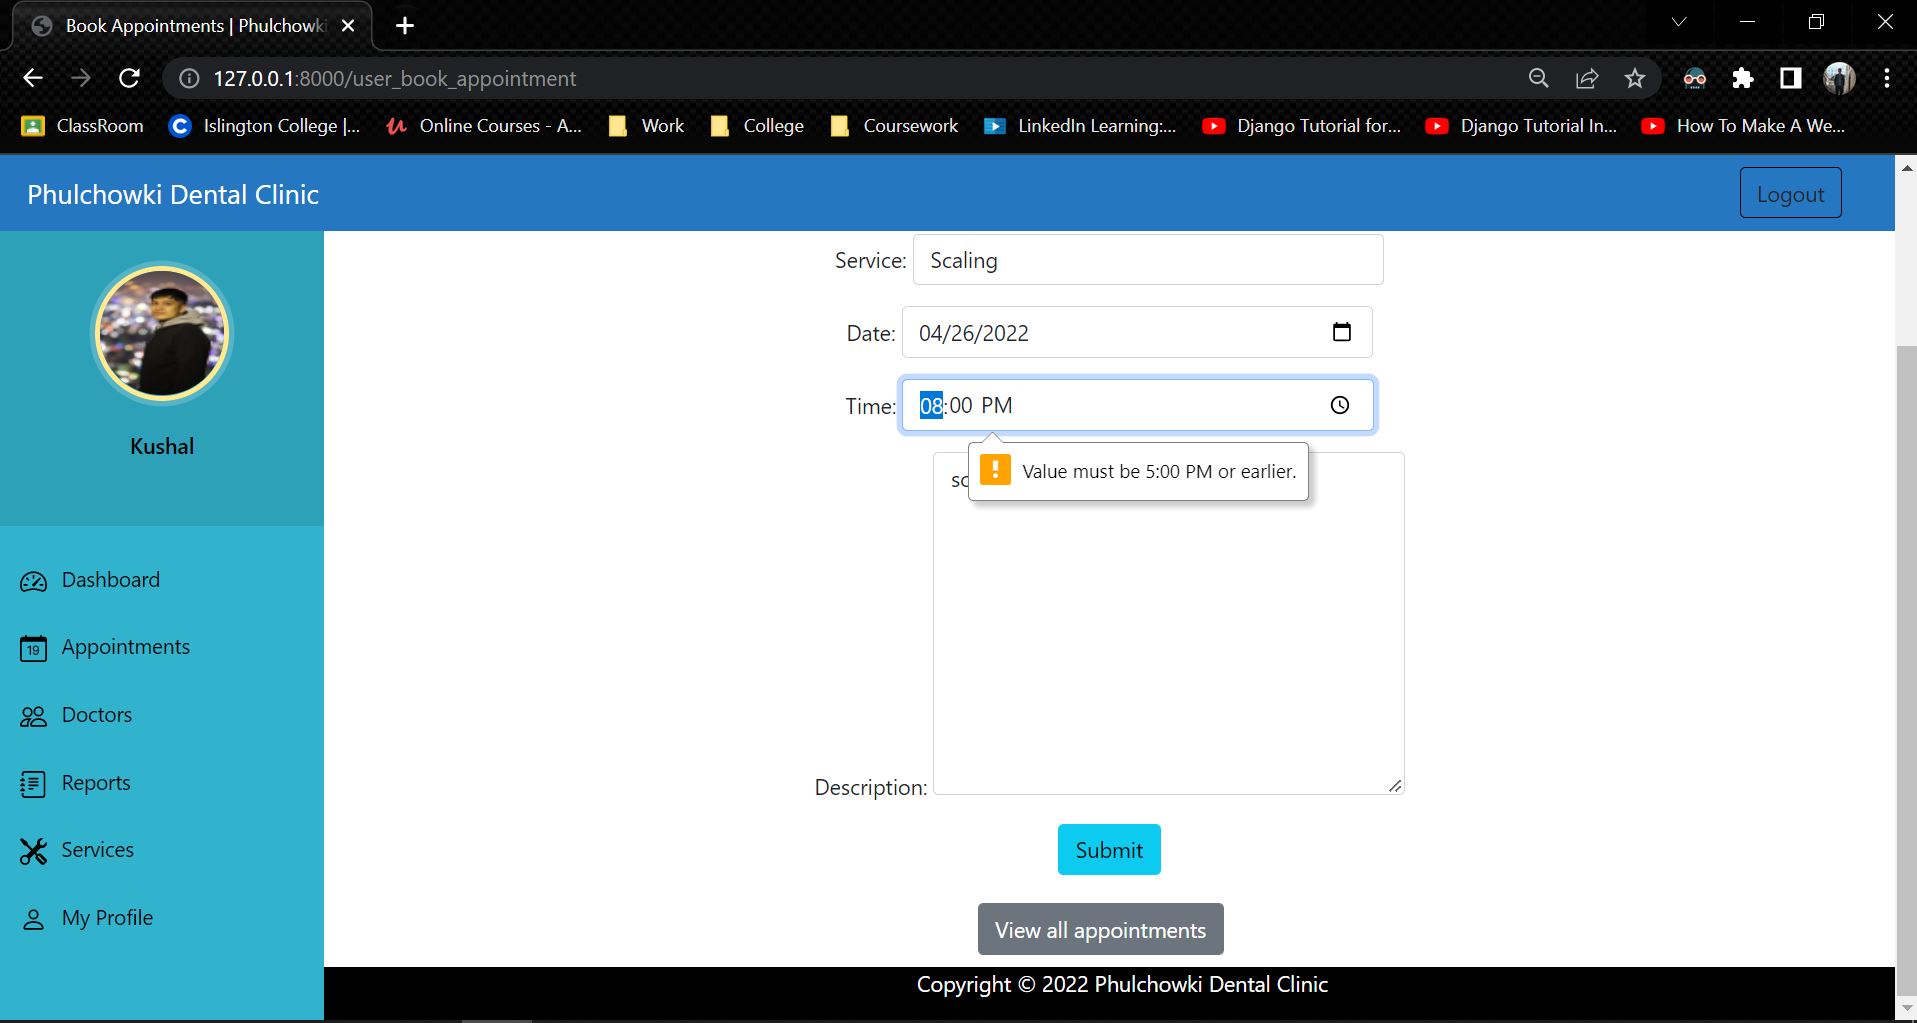 Book Appointments | Phulchowki
127.0.0.1:8000/user_book_appointment
ClassRoom
Islington College |...
Online Courses - A...
Work
College
Coursework
LinkedIn Learning:...
Django Tutorial for...
Django Tutorial In...
How To Make A We...
Phulchowki Dental Clinic
Logout
Kushal
Dashboard
19
Appointments
Doctors
Reports
Services
My Profile
Service: Scaling
Date: 04/26/2022
Time: 08:00 PM
Value must be 5:00 PM or earlier.
Description:
Submit
View all appointments
Copyright © 2022 Phulchowki Dental Clinic